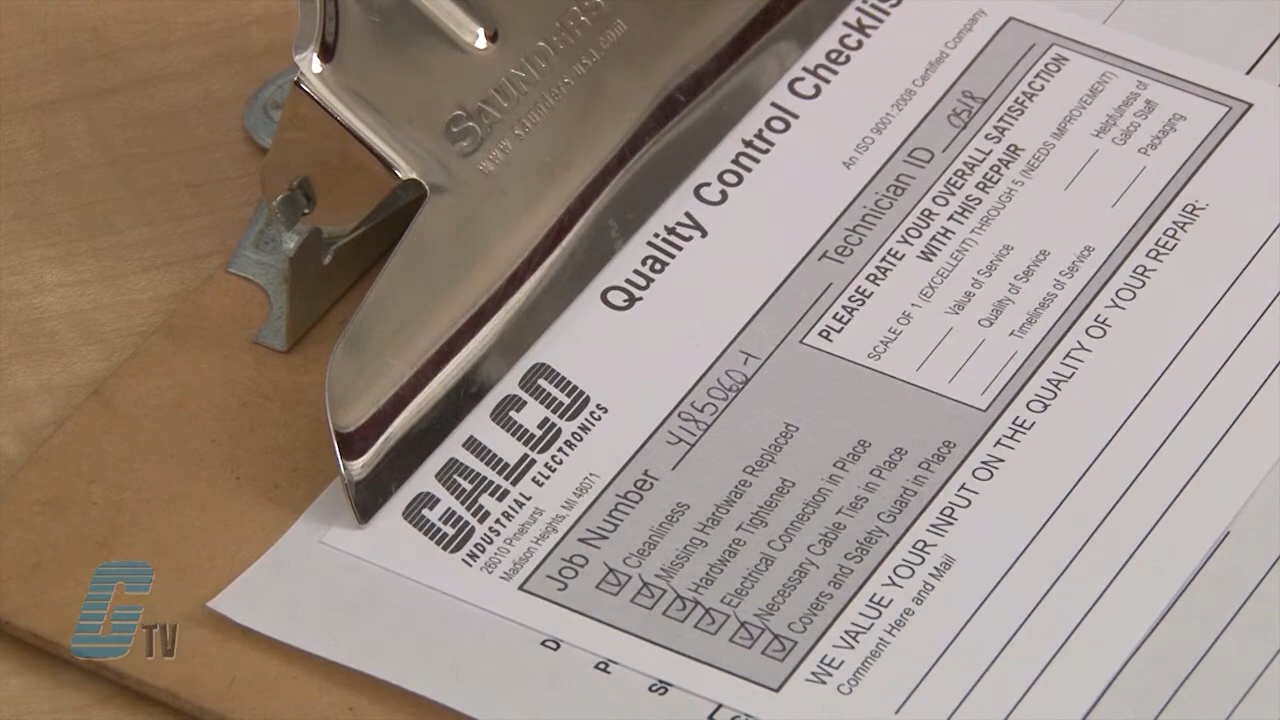 SAUNDERS
www.saunders-usa.com
Quality Control Checklis
An ISO 9001:2008 Certified Company
GALCO
INDUSTRIAL ELECTRONICS
26010 Pinehurst
Madison Heights, MI 48071
Job Number 4185060-1 Technician ID 0518
Cleanliness
Missing Hardware Replaced
Hardware Tightened
Electrical Connection in Place
Necessary Cable Ties in Place
Covers and Safety Guard in Place
PLEASE RATE YOUR OVERALL SATISFACTION
WITH THIS REPAIR
SCALE OF 1 (EXCELLENT) THROUGH 5 (NEEDS IMPROVEMENT)
Value of Service
Quality of Service
Timeliness of Service
Helpfulness of
Galco Staff
Packaging
WE VALUE YOUR INPUT ON THE QUALITY OF YOUR REPAIR:
Comment Here and Mail
G TV